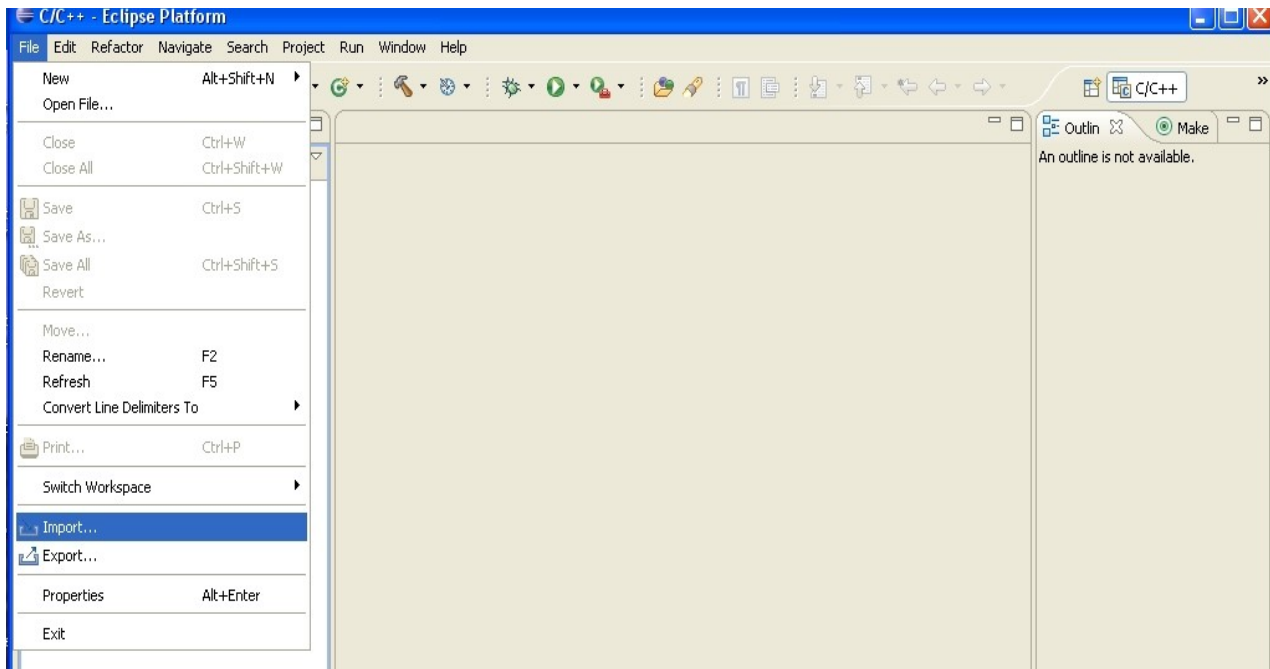 C/C++ - Eclipse Platform
File Edit Refactor Navigate Search Project Run Window Help
New Alt+Shift+N
Open File...
C/C++
»
Close Ctrl+W
Close All Ctrl+Shift+W
Outlin Make
An outline is not available.
Save Ctrl+S
Save As...
Save All Ctrl+Shift+S
Revert
Move...
Rename... F2
Refresh F5
Convert Line Delimiters To
Print... Ctrl+P
Switch Workspace
Import...
Export...
Properties Alt+Enter
Exit